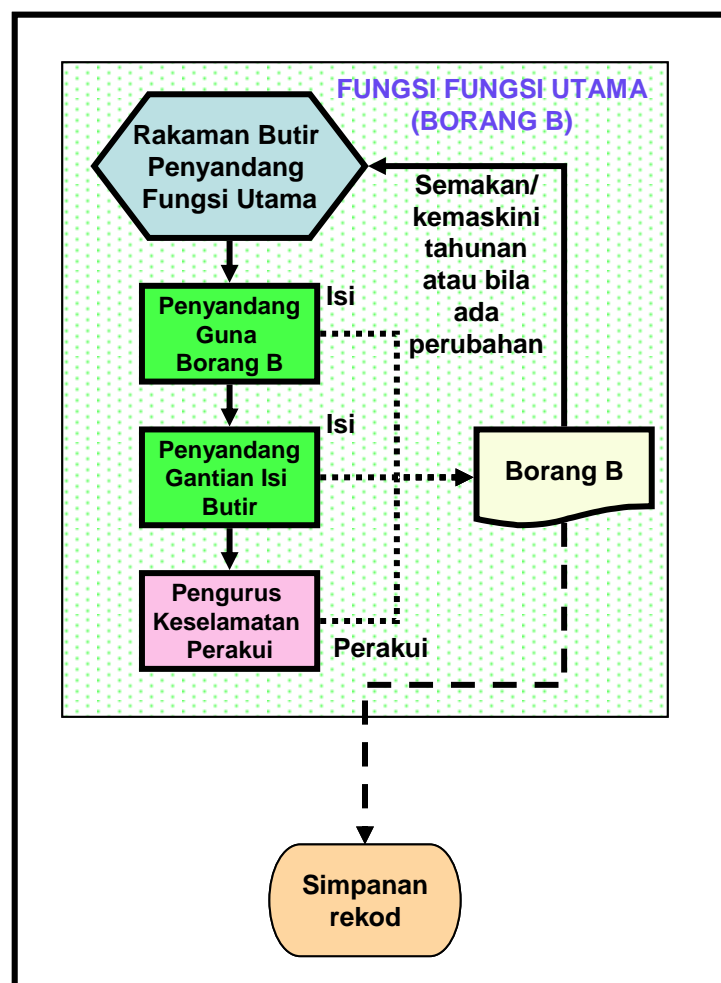 FUNGSI FUNGSI UTAMA
(BORANG B)
Rakaman Butir
Penyandang
Fungsi Utama
Semakan/
kemaskini
tahunan
atau bila
ada
perubahan
Isi
Penyandang
Guna
Borang B
Isi
Penyandang
Gantian Isi
Butir
Borang B
Pengurus
Keselamatan
Perakui
Perakui
Simpanan
rekod